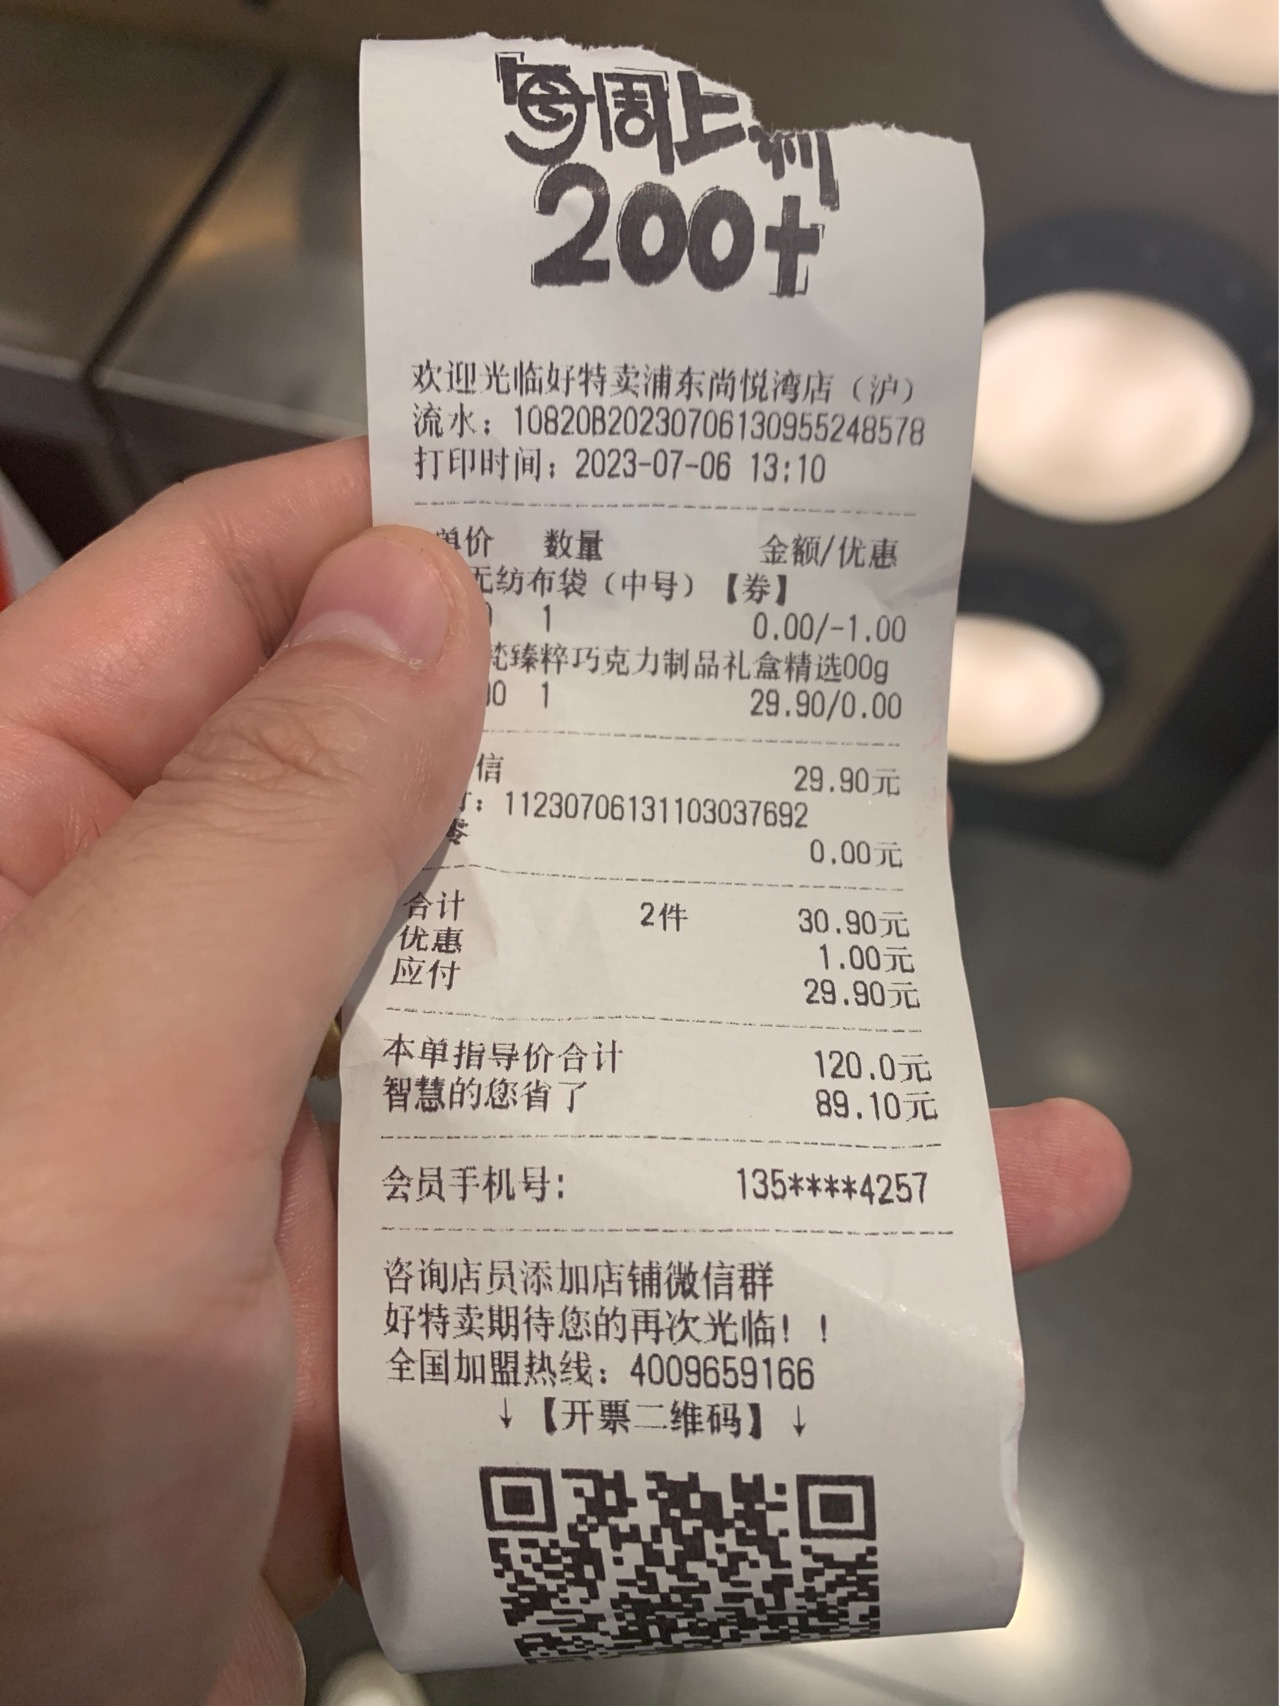 每周上新
200+
欢迎光临好特卖浦东尚悦湾店（沪）
流水：10820B20230706130955248578
打印时间：2023-07-06 13:10
单价 数量 金额/优惠
无纺布袋（中号）【券】
1 0.00/-1.00
梵臻粹巧克力制品礼盒精选00g
00 1 29.90/0.00
信 29.90元
：11230706131103037692
零 0.00元
合计 2件 30.90元
优惠 1.00元
应付 29.90元
本单指导价合计 120.0元
智慧的您省了 89.10元
会员手机号： 135****4257
咨询店员添加店铺微信群
好特卖期待您的再次光临！！
全国加盟热线：4009659166
↓【开票二维码】↓